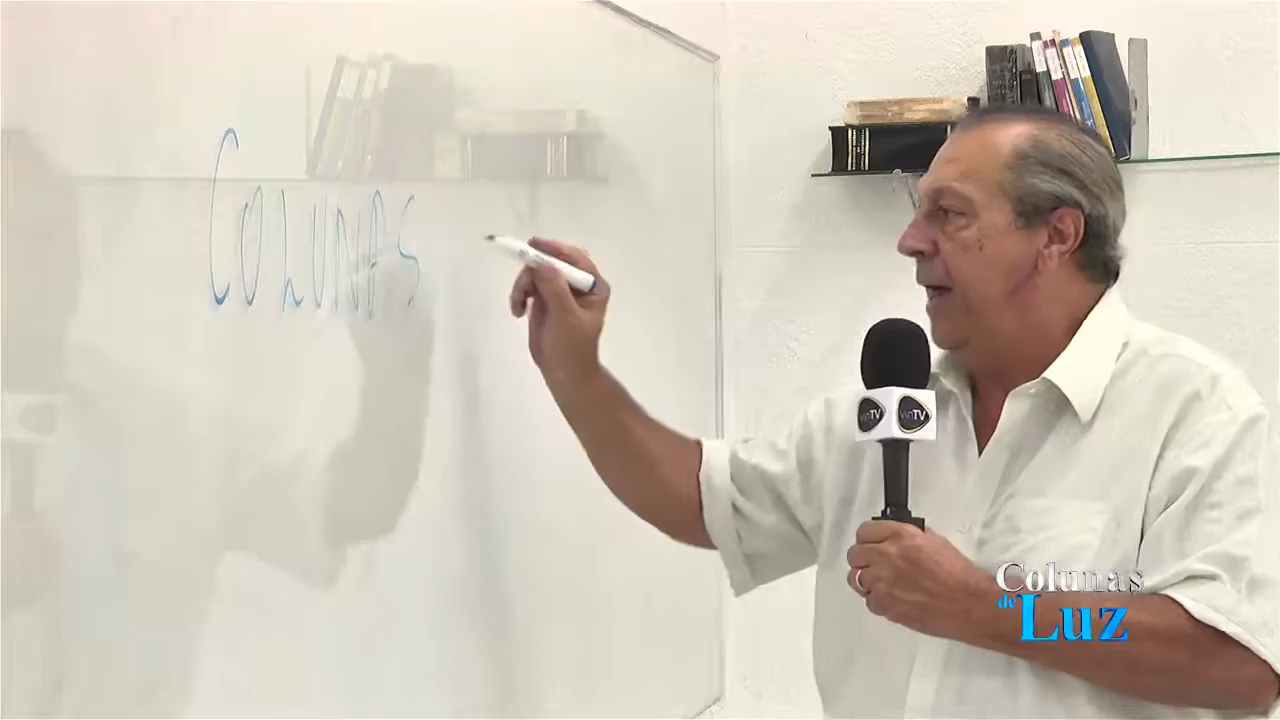 COLUNAS
VinTV
VinTV
Colunas
de
Luz